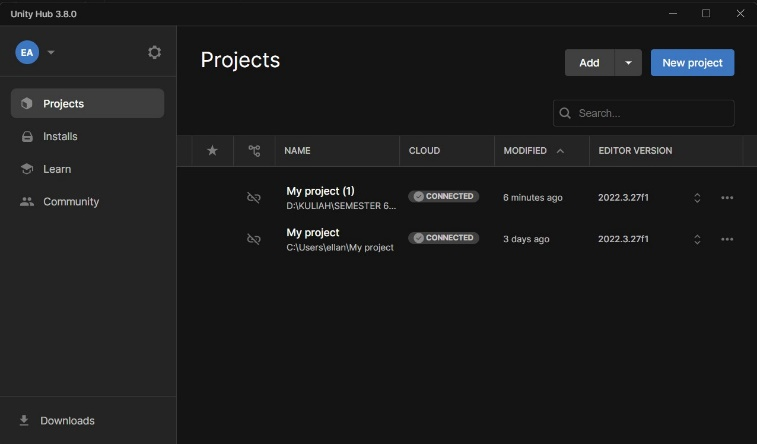 Unity Hub 3.8.0
EA
Projects
Installs
Learn
Community
Downloads
Projects
Add
New project
Search...
NAME CLOUD MODIFIED EDITOR VERSION
My project (1) CONNECTED 6 minutes ago 2022.3.27f1
D:\KULIAH\SEMESTER 6...
My project CONNECTED 3 days ago 2022.3.27f1
C:\Users\ellan\My project